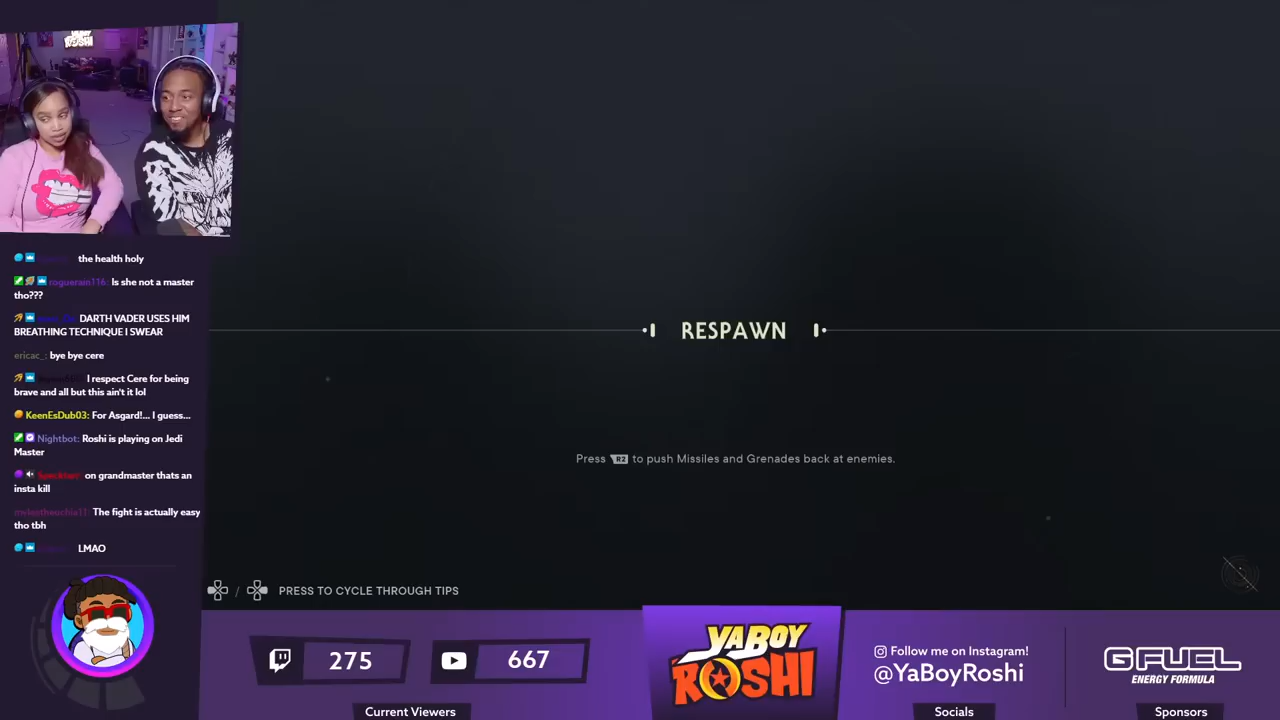 YABOY
ROSHI
the health holy
roguerain116: Is she not a master
tho???
DARTH VADER USES HIM
BREATHING TECHNIQUE I SWEAR
ericac_: bye bye cere
I respect Cere for being
brave and all but this ain't it lol
KeenEsDub03: For Asgard!... I guess...
Nightbot: Roshi is playing on Jedi
Master
on grandmaster thats an
insta kill
The fight is actually easy
tho tbh
LMAO
RESPAWN
Press R2 to push Missiles and Grenades back at enemies.
/ PRESS TO CYCLE THROUGH TIPS
275
667
Current Viewers
YABOY
ROSHI
Follow me on Instagram!
@YaBoyRoshi
Socials
G FUEL
ENERGY FORMULA
Sponsors